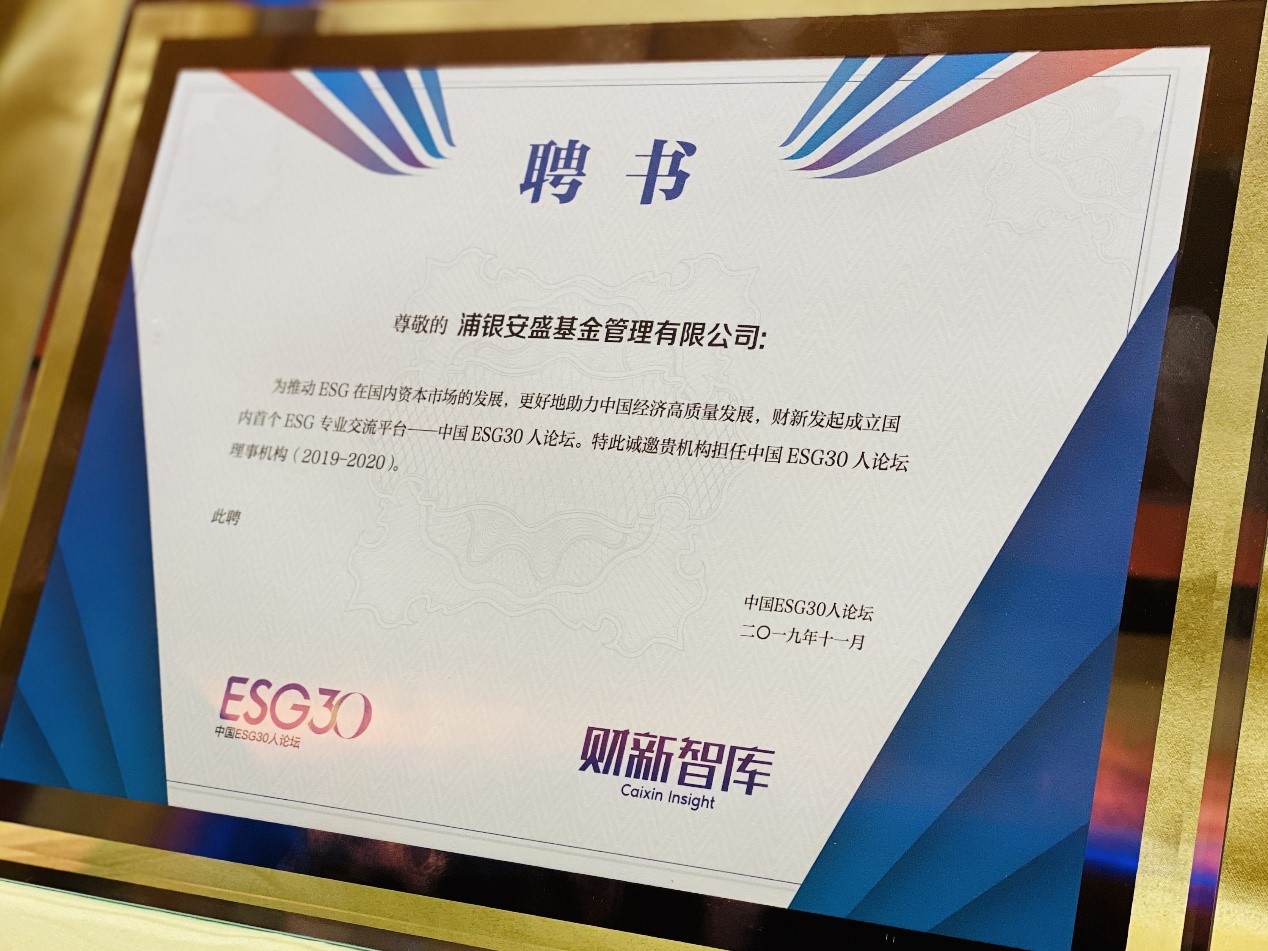 聘 书
尊敬的 浦银安盛基金管理有限公司:
为推动 ESG 在国内资本市场的发展，更好地助力中国经济高质量发展，财新发起成立国
内首个 ESG 专业交流平台——中国 ESG30 人论坛。特此诚邀贵机构担任中国 ESG30 人论坛
理事机构（2019-2020）。
此聘
中国ESG30人论坛
二〇一九年十一月
ESG30
中国ESG30人论坛
财新智库
Caixin Insight